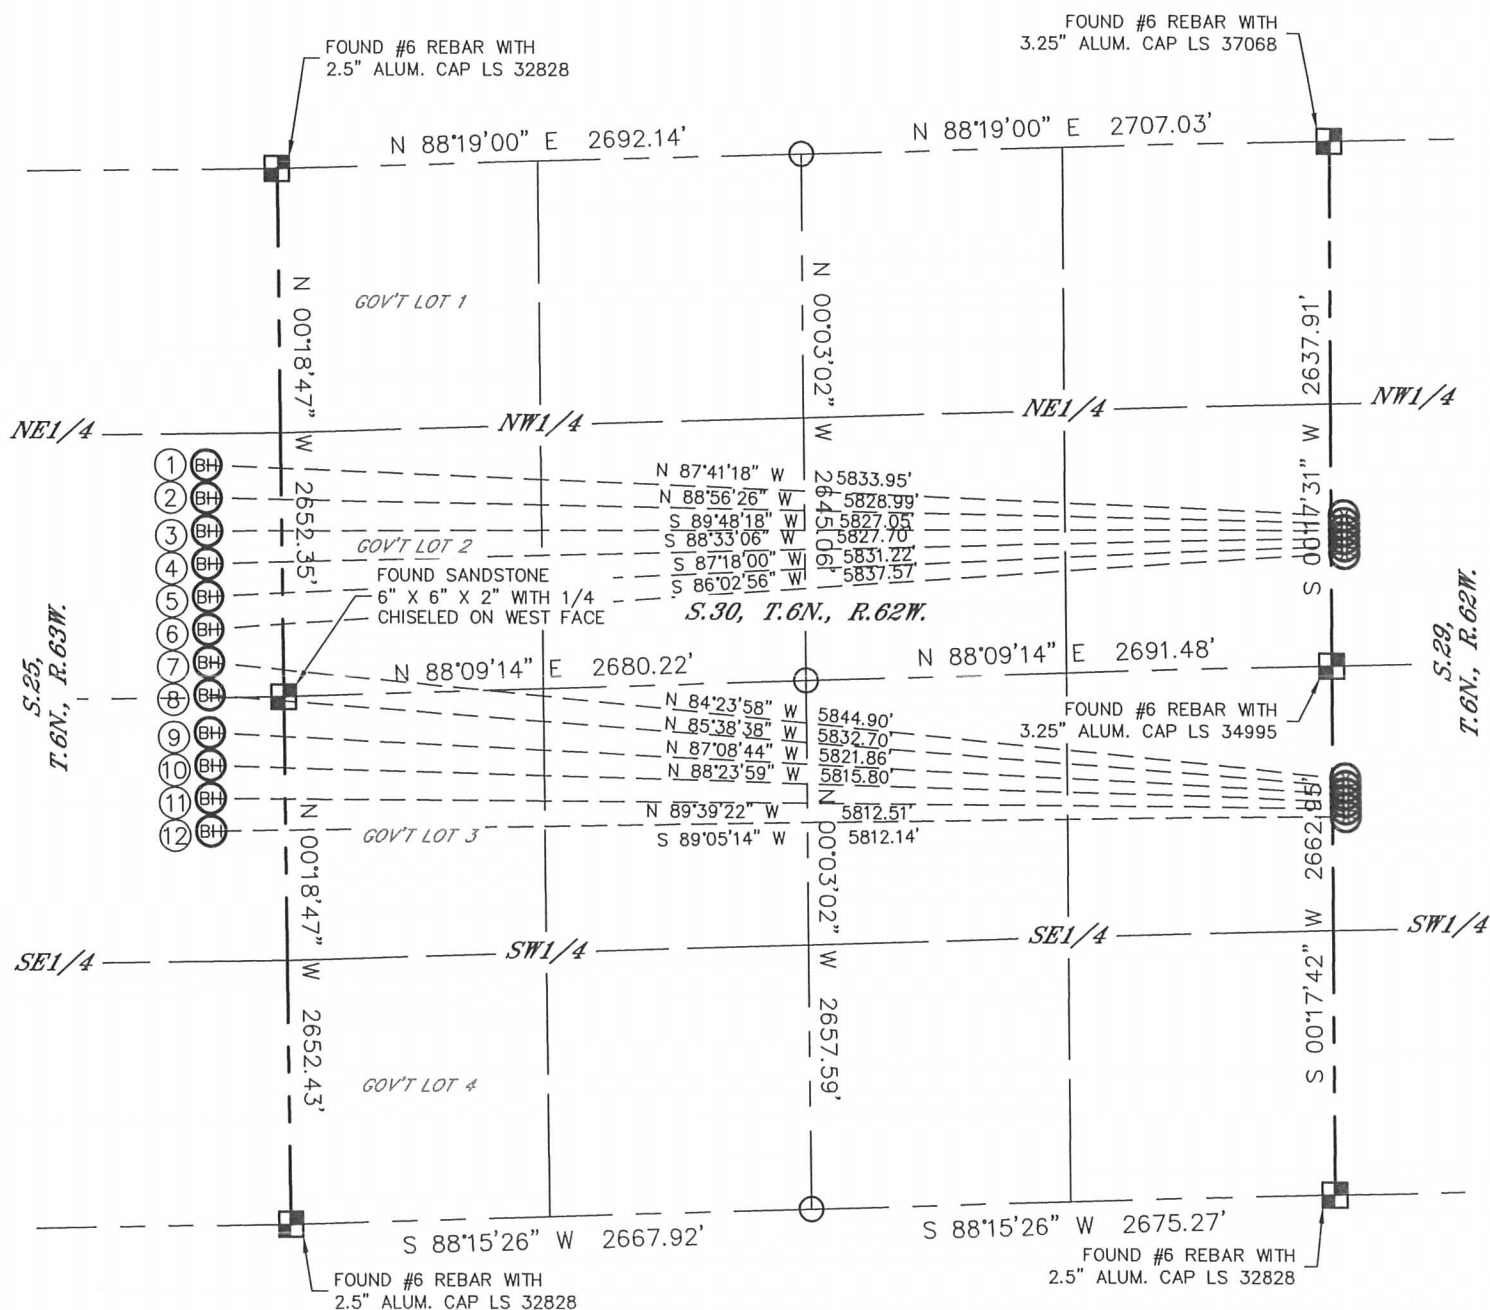 FOUND #6 REBAR WITH
2.5" ALUM. CAP LS 32828
FOUND #6 REBAR WITH
3.25" ALUM. CAP LS 37068
N 88°19'00" E 2692.14'
N 88°19'00" E 2707.03'
N 00°18'47" W 2652.35'
N 00°03'02" W 2645.06'
S 00°17'31" W 2637.91'
GOV'T LOT 1
NE1/4
NW1/4
NE1/4
NW1/4
1 BH
2 BH
3 BH
4 BH
5 BH
6 BH
7 BH
8 BH
9 BH
10 BH
11 BH
12 BH
N 87°41'18" W 5833.95'
N 88°56'26" W 5828.99'
S 89°48'18" W 5827.05'
S 88°33'06" W 5827.70'
S 87°18'00" W 5831.22'
S 86°02'56" W 5837.57'
GOV'T LOT 2
FOUND SANDSTONE
6" X 6" X 2" WITH 1/4
CHISELED ON WEST FACE
S.30, T.6N., R.62W.
S.25,
T.6N., R.63W.
S.29,
T.6N., R.62W.
N 88°09'14" E 2680.22'
N 88°09'14" E 2691.48'
FOUND #6 REBAR WITH
3.25" ALUM. CAP LS 34995
N 84°23'58" W 5844.90'
N 85°38'38" W 5832.70'
N 87°08'44" W 5821.86'
N 88°23'59" W 5815.80'
N 89°39'22" W 5812.51'
S 89°05'14" W 5812.14'
GOV'T LOT 3
N 00°18'47" W 2652.43'
N 00°03'02" W 2657.59'
S 00°17'42" W 2662.85'
SE1/4
SW1/4
SE1/4
SW1/4
GOV'T LOT 4
S 88°15'26" W 2667.92'
S 88°15'26" W 2675.27'
FOUND #6 REBAR WITH
2.5" ALUM. CAP LS 32828
FOUND #6 REBAR WITH
2.5" ALUM. CAP LS 32828